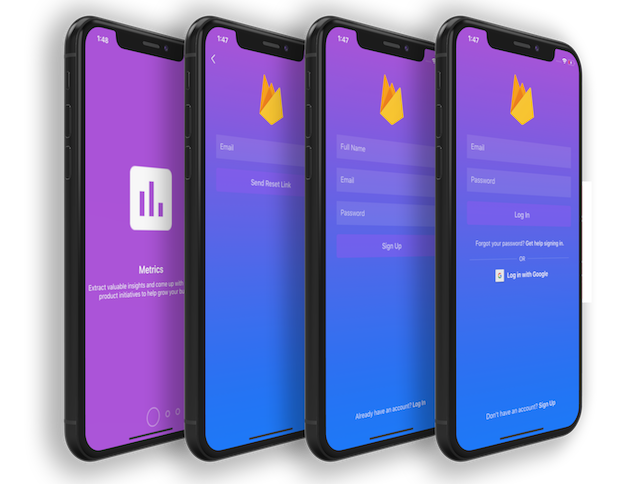 1:48
Metrics
Extract valuable insights and come up with
product initiatives to help grow your
1:47
Email
Send Reset Link
1:47
Full Name
Email
Password
Sign Up
Already have an account? Log In
1:47
Email
Password
Log In
Forgot your password? Get help signing in.
OR
G Log in with Google
Don't have an account? Sign Up